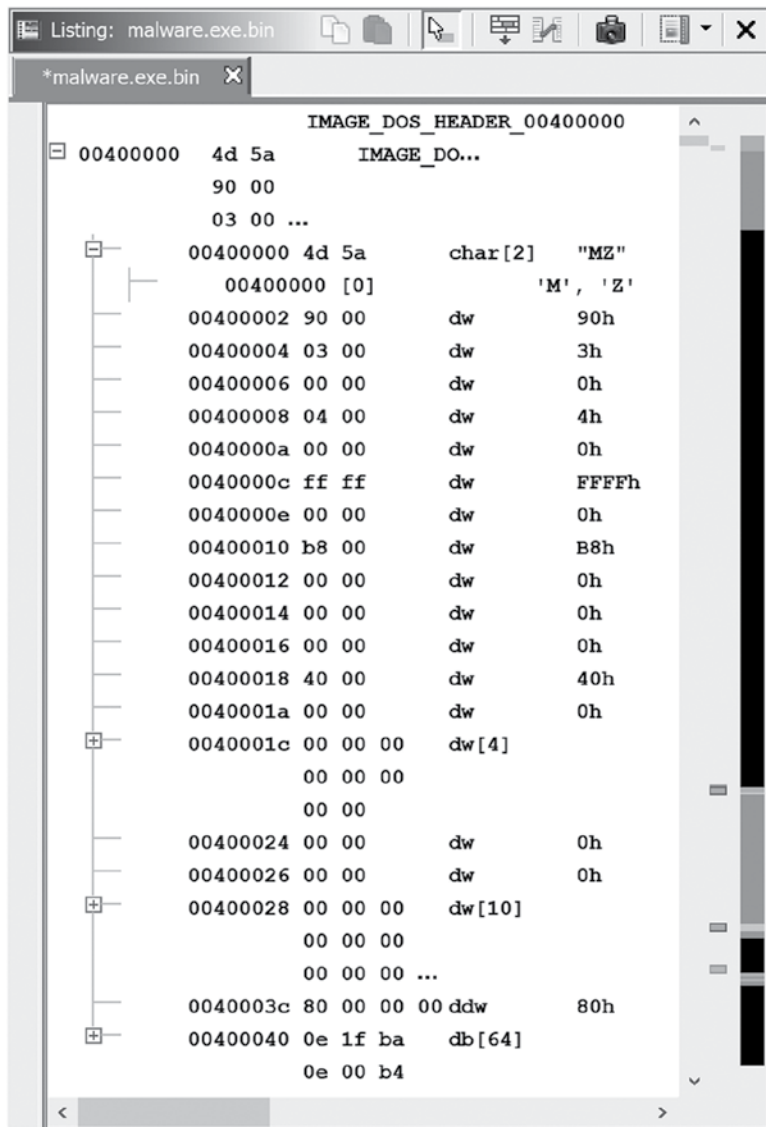 Listing: malware.exe.bin
*malware.exe.bin
IMAGE_DOS_HEADER_00400000
00400000 4d 5a IMAGE_DO...
90 00
03 00 ...
00400000 4d 5a char[2] "MZ"
00400000 [0] 'M', 'Z'
00400002 90 00 dw 90h
00400004 03 00 dw 3h
00400006 00 00 dw 0h
00400008 04 00 dw 4h
0040000a 00 00 dw 0h
0040000c ff ff dw FFFFh
0040000e 00 00 dw 0h
00400010 b8 00 dw B8h
00400012 00 00 dw 0h
00400014 00 00 dw 0h
00400016 00 00 dw 0h
00400018 40 00 dw 40h
0040001a 00 00 dw 0h
0040001c 00 00 00 dw[4]
00 00 00
00 00
00400024 00 00 dw 0h
00400026 00 00 dw 0h
00400028 00 00 00 dw[10]
00 00 00
00 00 00 ...
0040003c 80 00 00 00 ddw 80h
00400040 0e 1f ba db[64]
0e 00 b4